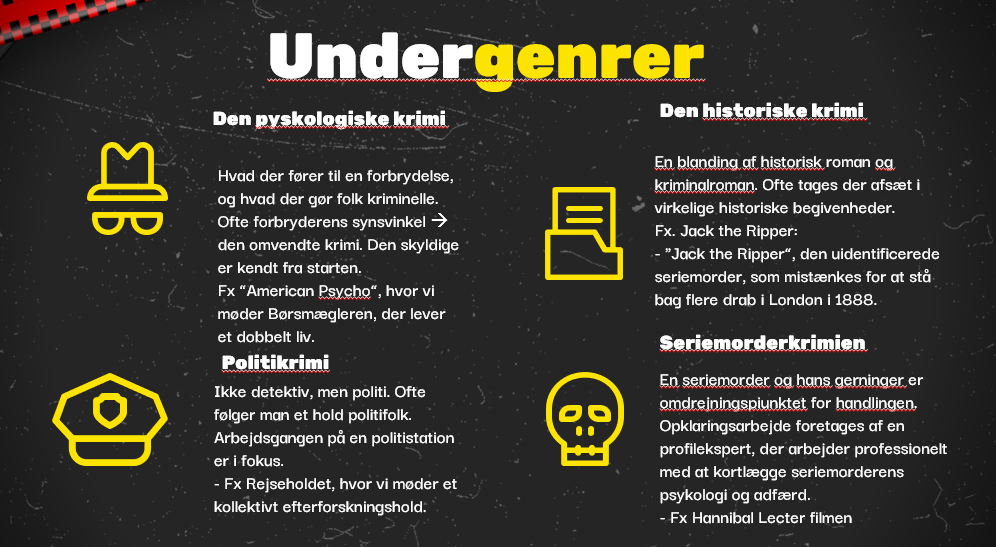 Undergenrer
Den pyskologiske krimi
Hvad der fører til en forbrydelse,
og hvad der gør folk kriminelle.
Ofte forbryderens synsvinkel →
den omvendte krimi. Den skyldige
er kendt fra starten.
Fx “American Psycho“, hvor vi
møder Børsmægleren, der lever
et dobbelt liv.
Politikrimi
Ikke detektiv, men politi. Ofte
følger man et hold politifolk.
Arbejdsgangen på en politistation
er i fokus.
- Fx Rejseholdet, hvor vi møder et
kollektivt efterforskningshold.
Den historiske krimi
En blanding af historisk roman og
kriminalroman. Ofte tages der afsæt i
virkelige historiske begivenheder.
Fx. Jack the Ripper:
- ”Jack the Ripper“, den uidentificerede
seriemorder, som mistænkes for at stå
bag flere drab i London i 1888.
Seriemorderkrimien
En seriemorder og hans gerninger er
omdrejningspiunktet for handlingen.
Opklaringsarbejde foretages af en
profilekspert, der arbejder professionelt
med at kortlægge seriemorderens
psykologi og adfærd.
- Fx Hannibal Lecter filmen